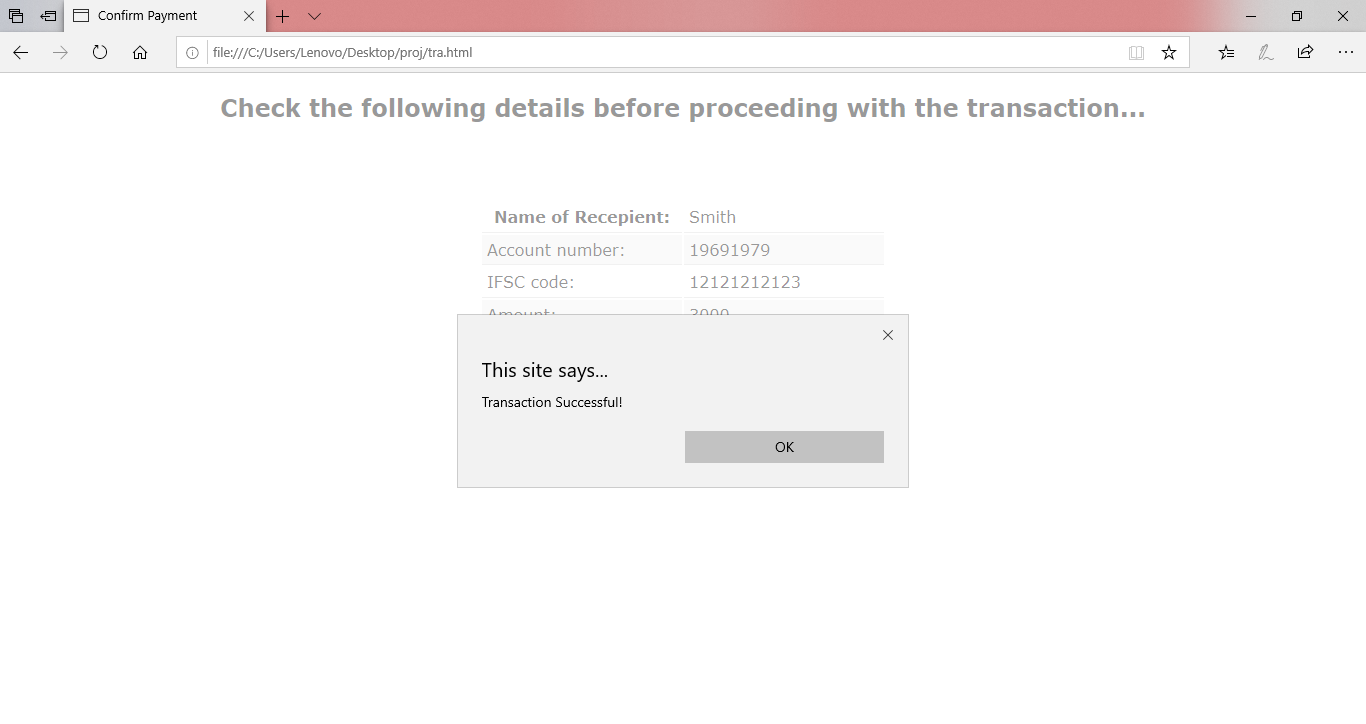 Confirm Payment
file:///C:/Users/Lenovo/Desktop/proj/tra.html
Check the following details before proceeding with the transaction...
Name of Recepient: Smith
Account number: 19691979
IFSC code: 12121212123
Amount: 3000
This site says...
Transaction Successful!
OK